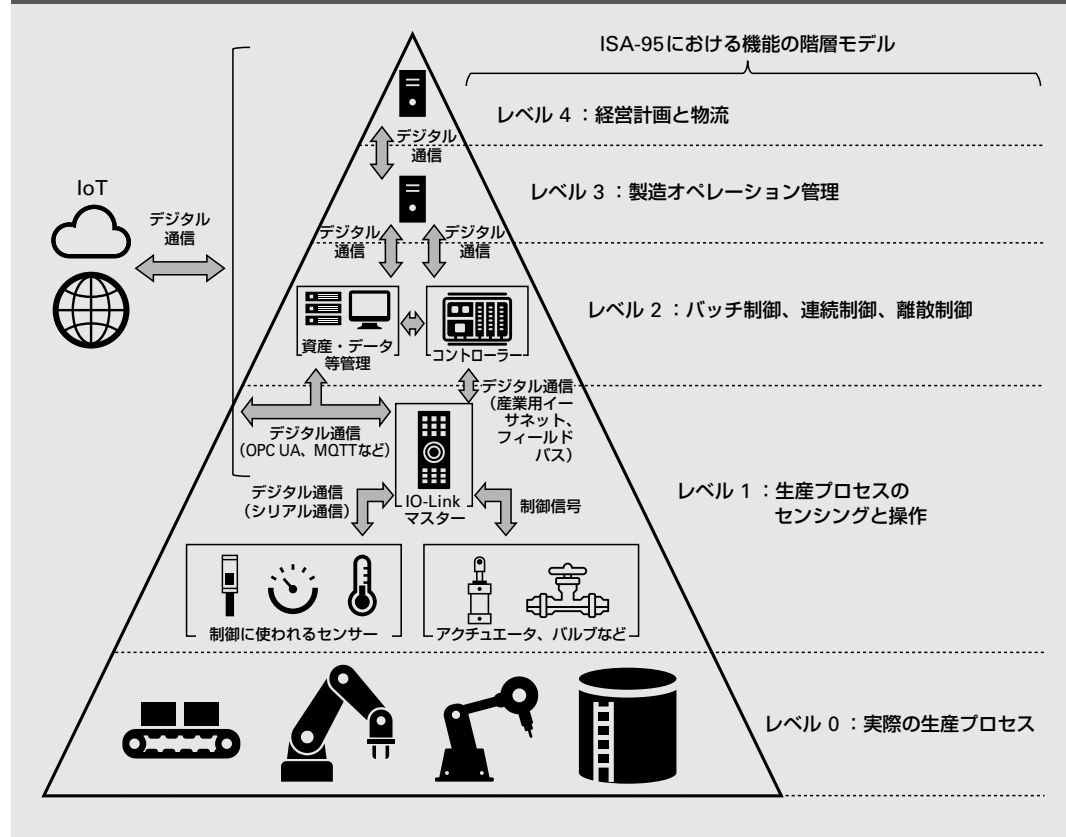 ISA-95における機能の階層モデル
レベル 4 ：経営計画と物流
デジタル
通信
レベル 3 ：製造オペレーション管理
IoT
デジタル
通信
デジタル
通信
デジタル
通信
レベル 2 ：バッチ制御、連続制御、離散制御
資産・データ
等管理
コントローラー
デジタル通信
（産業用イー
サネット、
フィールド
バス）
デジタル通信
（OPC UA、MQTTなど）
デジタル通信
（シリアル通信）
IO-Link
マスター
制御信号
レベル 1 ：生産プロセスの
センシングと操作
制御に使われるセンサー
アクチュエータ、バルブなど
レベル 0 ：実際の生産プロセス